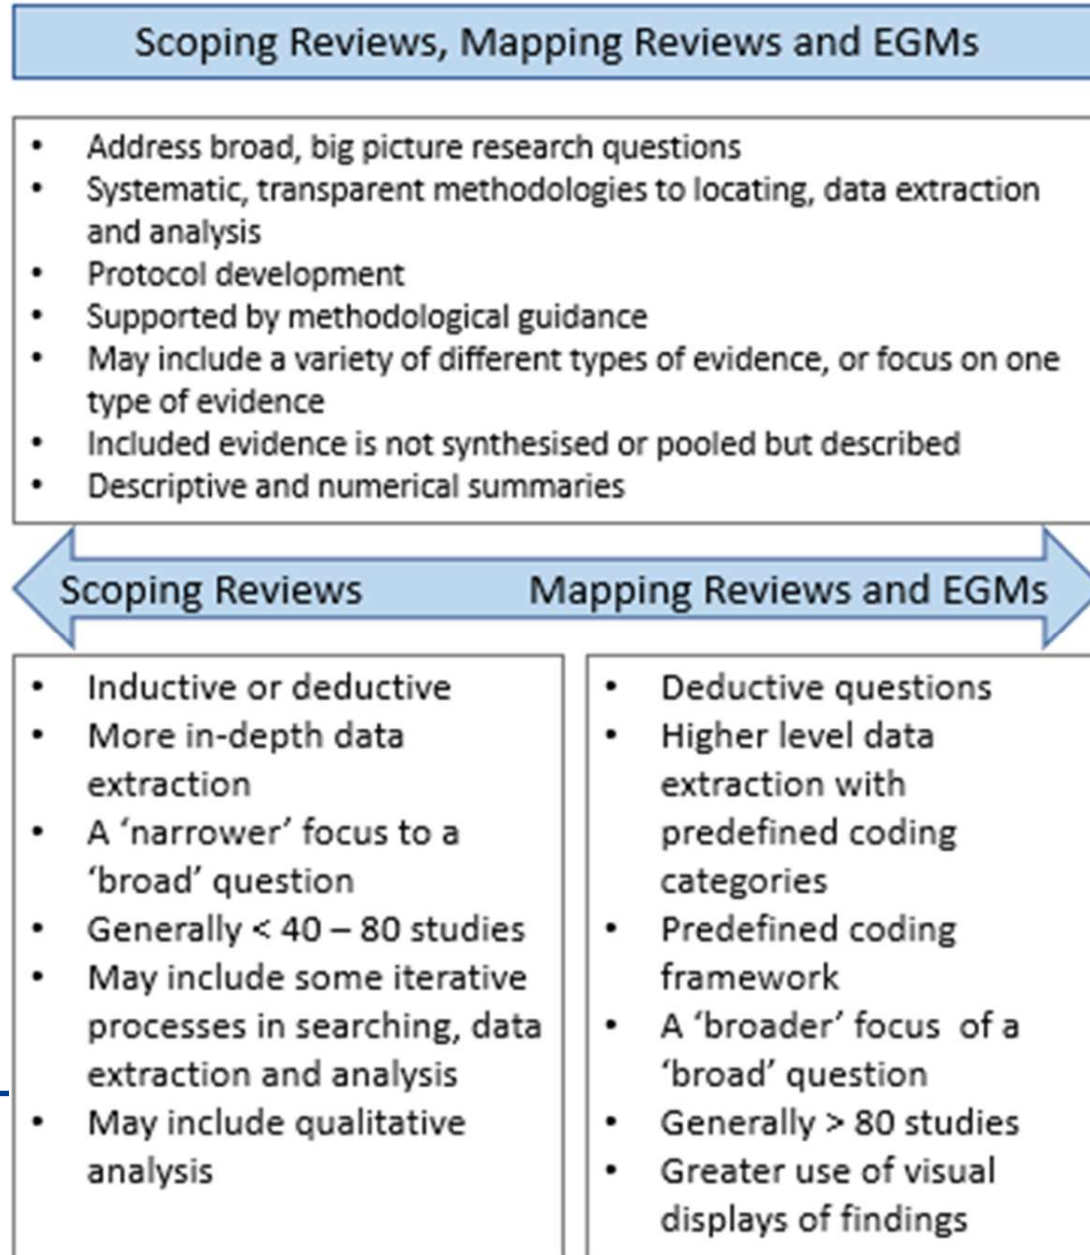 Scoping Reviews, Mapping Reviews and EGMs
• Address broad, big picture research questions
• Systematic, transparent methodologies to locating, data extraction
and analysis
• Protocol development
• Supported by methodological guidance
• May include a variety of different types of evidence, or focus on one
type of evidence
• Included evidence is not synthesised or pooled but described
• Descriptive and numerical summaries
Scoping Reviews
• Inductive or deductive
• More in-depth data
extraction
• A ‘narrower’ focus to a
‘broad’ question
• Generally < 40 – 80 studies
• May include some iterative
processes in searching, data
extraction and analysis
• May include qualitative
analysis
Mapping Reviews and EGMs
• Deductive questions
• Higher level data
extraction with
predefined coding
categories
• Predefined coding
framework
• A ‘broader’ focus of a
‘broad’ question
• Generally > 80 studies
• Greater use of visual
displays of findings